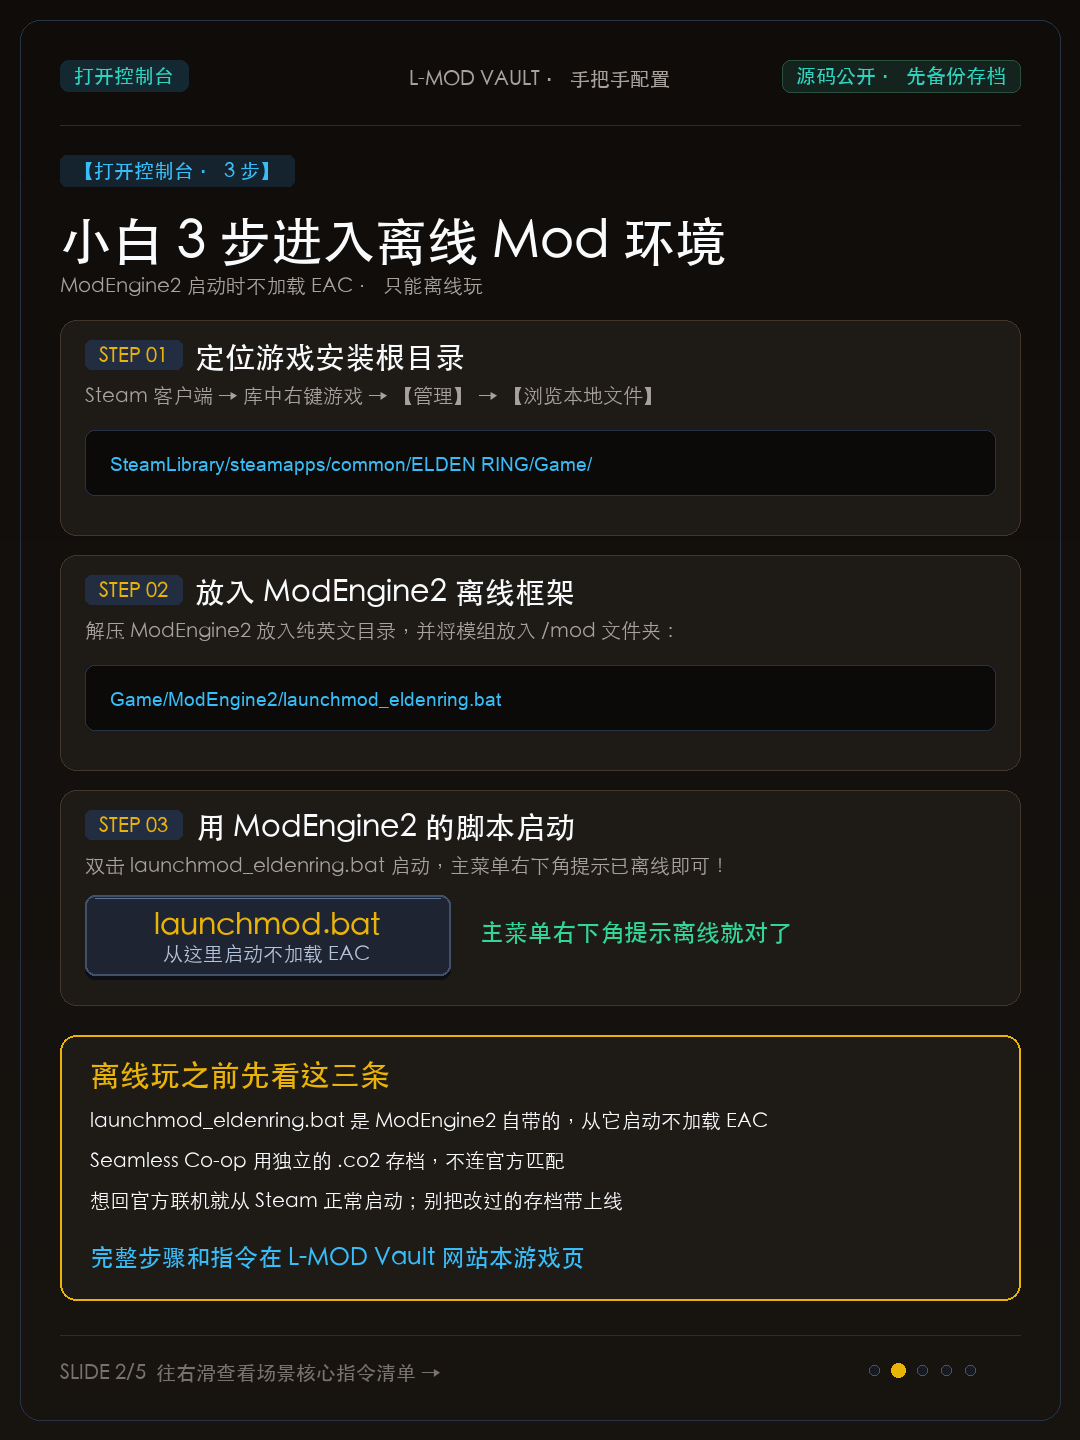 打开控制台
L-MOD VAULT · 手把手配置
源码公开 · 先备份存档
【打开控制台 · 3 步】
小白 3 步进入离线 Mod 环境
ModEngine2 启动时不加载 EAC · 只能离线玩
STEP 01 定位游戏安装根目录
Steam 客户端 → 库中右键游戏 → 【管理】 → 【浏览本地文件】
SteamLibrary/steamapps/common/ELDEN RING/Game/
STEP 02 放入 ModEngine2 离线框架
解压 ModEngine2 放入纯英文目录，并将模组放入 /mod 文件夹：
Game/ModEngine2/launchmod_eldenring.bat
STEP 03 用 ModEngine2 的脚本启动
双击 launchmod_eldenring.bat 启动，主菜单右下角提示已离线即可！
launchmod.bat
从这里启动不加载 EAC
主菜单右下角提示离线就对了
离线玩之前先看这三条
launchmod_eldenring.bat 是 ModEngine2 自带的，从它启动不加载 EAC
Seamless Co-op 用独立的 .co2 存档，不连官方匹配
想回官方联机就从 Steam 正常启动；别把改过的存档带上线
完整步骤和指令在 L-MOD Vault 网站本游戏页
SLIDE 2/5 往右滑查看场景核心指令清单 →